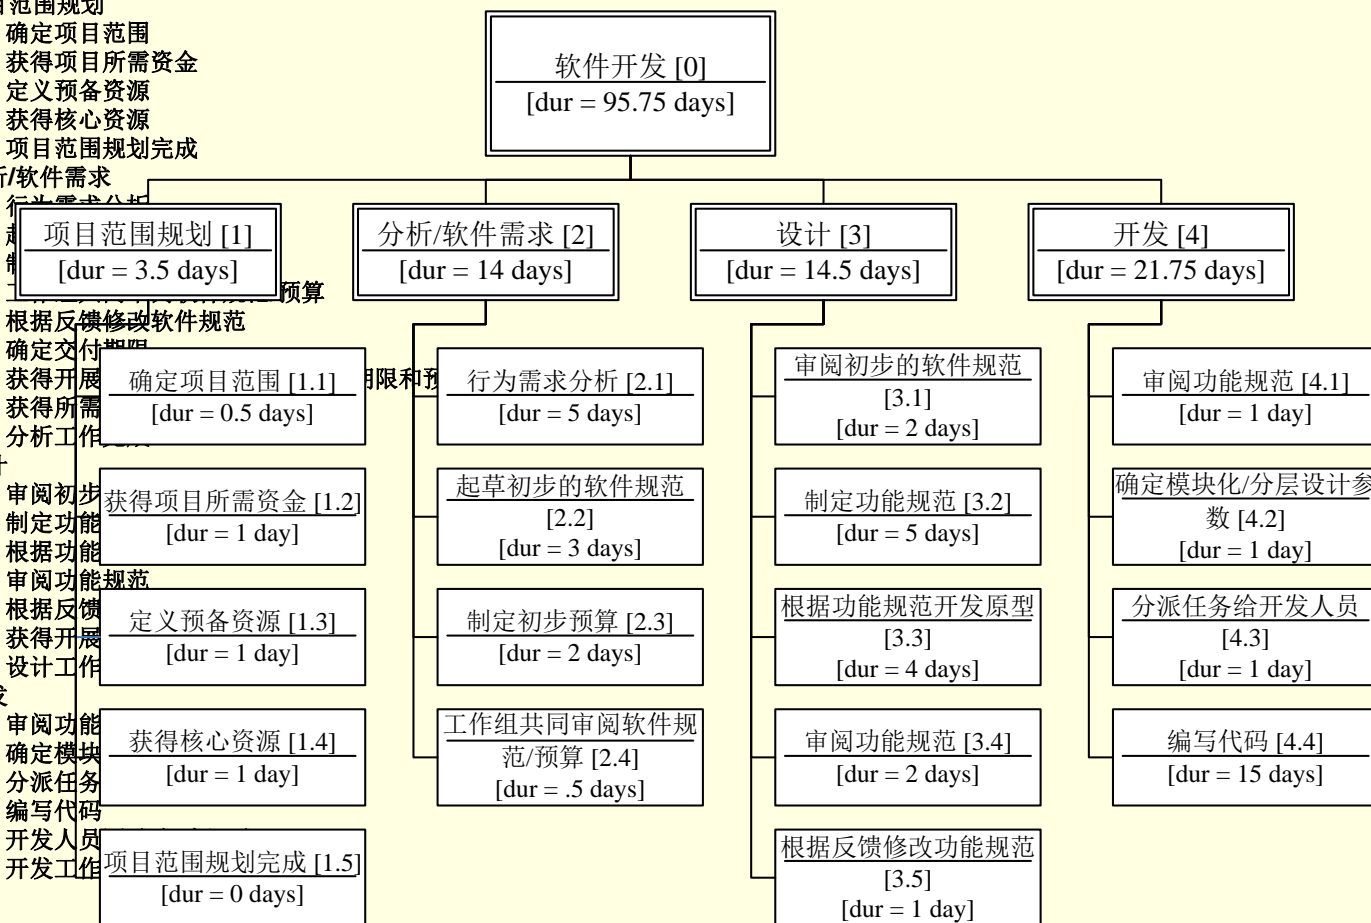 目范围规划
确定项目范围
获得项目所需资金
定义预备资源
获得核心资源
项目范围规划完成
/软件需求
预算
根据反馈修改软件规范
确定交付期限
获得开展
期限和预
获得所需
分析工作
审阅初步
制定功能
根据功能
审阅功能规范
根据反馈
获得开展
设计工作
审阅功能
确定模块
分派任务
编写代码
开发人员
开发工作
软件开发 [0]
[dur = 95.75 days]
项目范围规划 [1]
[dur = 3.5 days]
分析/软件需求 [2]
[dur = 14 days]
设计 [3]
[dur = 14.5 days]
开发 [4]
[dur = 21.75 days]
确定项目范围 [1.1]
[dur = 0.5 days]
获得项目所需资金 [1.2]
[dur = 1 day]
定义预备资源 [1.3]
[dur = 1 day]
获得核心资源 [1.4]
[dur = 1 day]
项目范围规划完成 [1.5]
[dur = 0 days]
行为需求分析 [2.1]
[dur = 5 days]
起草初步的软件规范
[2.2]
[dur = 3 days]
制定初步预算 [2.3]
[dur = 2 days]
工作组共同审阅软件规
范/预算 [2.4]
[dur = .5 days]
审阅初步的软件规范
[3.1]
[dur = 2 days]
制定功能规范 [3.2]
[dur = 5 days]
根据功能规范开发原型
[3.3]
[dur = 4 days]
审阅功能规范 [3.4]
[dur = 2 days]
根据反馈修改功能规范
[3.5]
[dur = 1 day]
审阅功能规范 [4.1]
[dur = 1 day]
确定模块化/分层设计参
数 [4.2]
[dur = 1 day]
分派任务给开发人员
[4.3]
[dur = 1 day]
编写代码 [4.4]
[dur = 15 days]